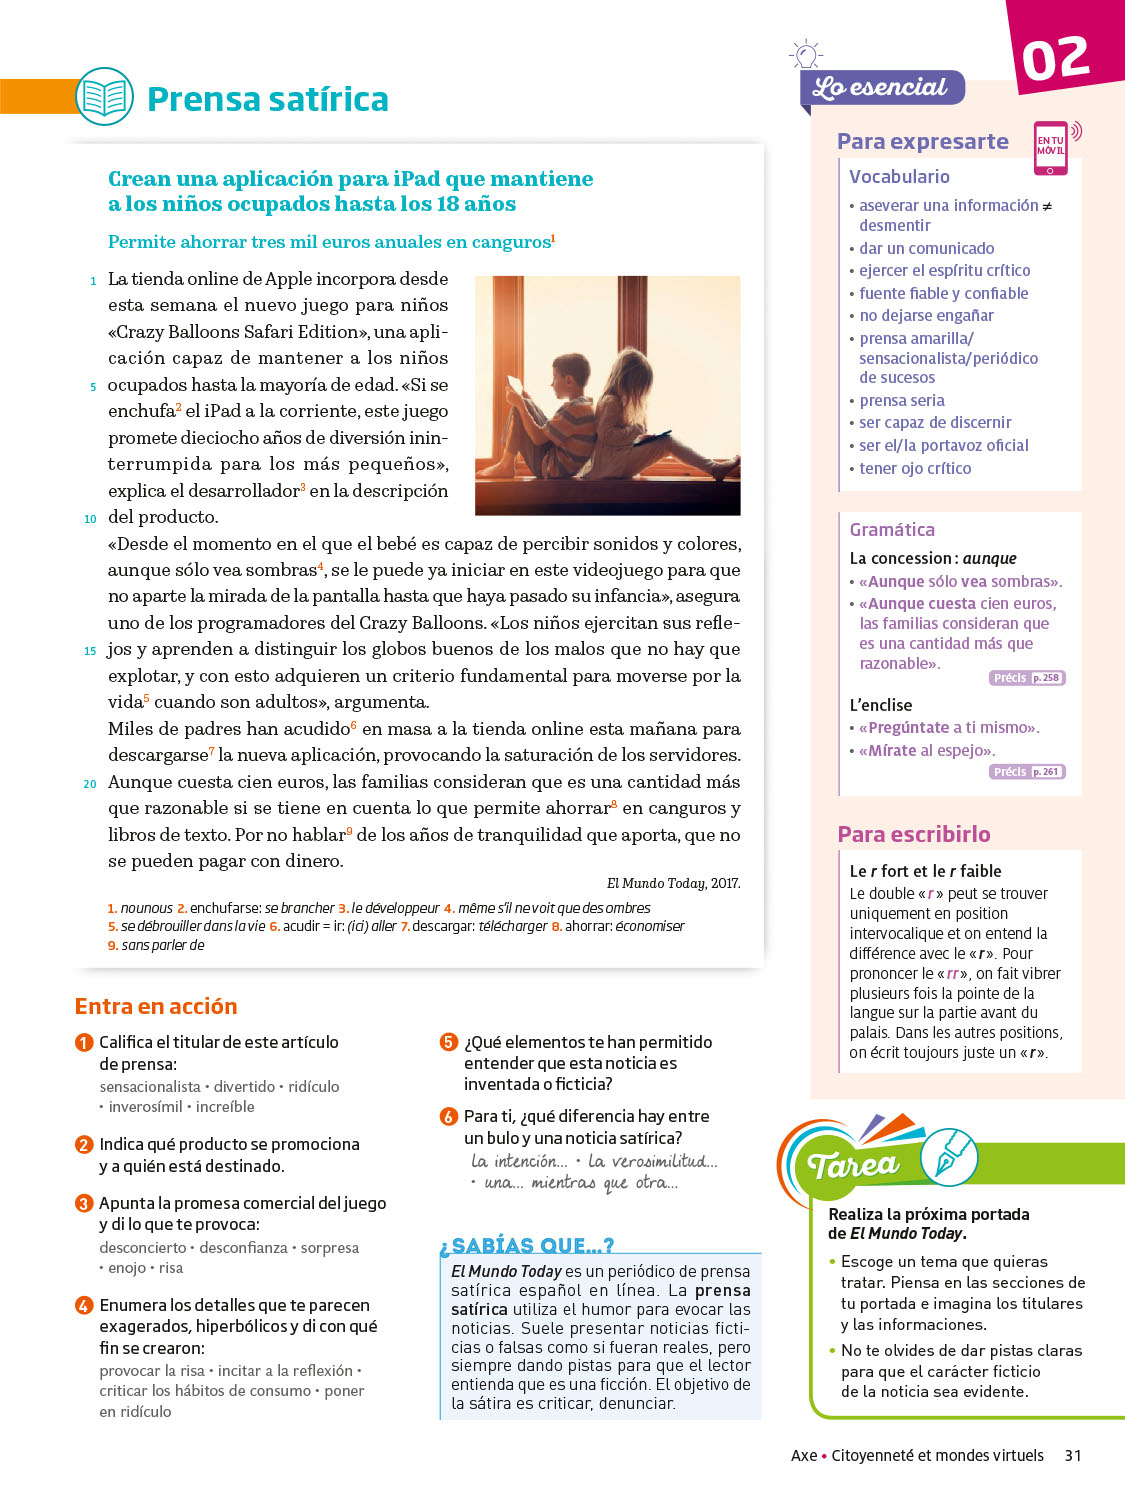 02
Prensa satírica
Crean una aplicación para iPad que mantiene
a los niños ocupados hasta los 18 años
Permite ahorrar tres mil euros anuales en canguros1
1 La tienda online de Apple incorpora desde
esta semana el nuevo juego para niños
«Crazy Balloons Safari Edition», una apli-
cación capaz de mantener a los niños
5 ocupados hasta la mayoría de edad. «Si se
enchufa2 el iPad a la corriente, este juego
promete dieciocho años de diversión inin-
terrumpida para los más pequeños»,
explica el desarrollador3 en la descripción
10 del producto.
«Desde el momento en el que el bebé es capaz de percibir sonidos y colores,
aunque sólo vea sombras4, se le puede ya iniciar en este videojuego para que
no aparte la mirada de la pantalla hasta que haya pasado su infancia», asegura
uno de los programadores del Crazy Balloons. «Los niños ejercitan sus refle-
15 jos y aprenden a distinguir los globos buenos de los malos que no hay que
explotar, y con esto adquieren un criterio fundamental para moverse por la
vida5 cuando son adultos», argumenta.
Miles de padres han acudido6 en masa a la tienda online esta mañana para
descargarse7 la nueva aplicación, provocando la saturación de los servidores.
20 Aunque cuesta cien euros, las familias consideran que es una cantidad más
que razonable si se tiene en cuenta lo que permite ahorrar8 en canguros y
libros de texto. Por no hablar9 de los años de tranquilidad que aporta, que no
se pueden pagar con dinero.
El Mundo Today, 2017.
1. nounous 2. enchufarse: se brancher 3. le développeur 4. même s'il ne voit que des ombres
5. se débrouiller dans la vie 6. acudir = ir: (ici) aller 7. descargar: télécharger 8. ahorrar: économiser
9. sans parler de
Entra en acción
1 Califica el titular de este artículo
de prensa:
sensacionalista • divertido • ridículo
• inverosímil • increíble
2 Indica qué producto se promociona
y a quién está destinado.
3 Apunta la promesa comercial del juego
y di lo que te provoca:
desconcierto • desconfianza • sorpresa
• enojo • risa
4 Enumera los detalles que te parecen
exagerados, hiperbólicos y di con qué
fin se crearon:
provocar la risa • incitar a la reflexión •
criticar los hábitos de consumo • poner
en ridículo
5 ¿Qué elementos te han permitido
entender que esta noticia es
inventada o ficticia?
6 Para ti, ¿qué diferencia hay entre
un bulo y una noticia satírica?
la intención... • la verosimilitud...
• una... mientras que otra...
¿SABÍAS QUE...?
El Mundo Today es un periódico de prensa
satírica español en línea. La prensa
satírica utiliza el humor para evocar las
noticias. Suele presentar noticias ficti-
cias o falsas como si fueran reales, pero
siempre dando pistas para que el lector
entienda que es una ficción. El objetivo de
la sátira es criticar, denunciar.
Lo esencial
Para expresarte
EN TU
MÓVIL
Vocabulario
• aseverar una información ≠
desmentir
• dar un comunicado
• ejercer el espíritu crítico
• fuente fiable y confiable
• no dejarse engañar
• prensa amarilla/
sensacionalista/periódico
de sucesos
• prensa seria
• ser capaz de discernir
• ser el/la portavoz oficial
• tener ojo crítico
Gramática
La concession : aunque
• «Aunque sólo vea sombras».
• «Aunque cuesta cien euros,
las familias consideran que
es una cantidad más que
razonable».
Précis p. 258
L'enclise
• «Pregúntate a ti mismo».
• «Mírate al espejo».
Précis p. 261
Para escribirlo
Le r fort et le r faible
Le double « r » peut se trouver
uniquement en position
intervocalique et on entend la
différence avec le « r ». Pour
prononcer le « rr », on fait vibrer
plusieurs fois la pointe de la
langue sur la partie avant du
palais. Dans les autres positions,
on écrit toujours juste un « r ».
Tarea
Realiza la próxima portada
de El Mundo Today.
• Escoge un tema que quieras
tratar. Piensa en las secciones de
tu portada e imagina los titulares
y las informaciones.
• No te olvides de dar pistas claras
para que el carácter ficticio
de la noticia sea evidente.
Axe • Citoyenneté et mondes virtuels 31